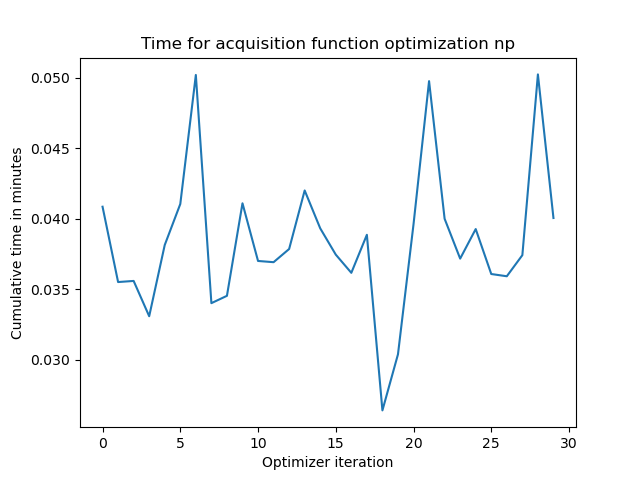 Time for acquisition function optimization np
0.050
0.045
0.040
0.035
0.030
Cumulative time in minutes
0 5 10 15 20 25 30
Optimizer iteration